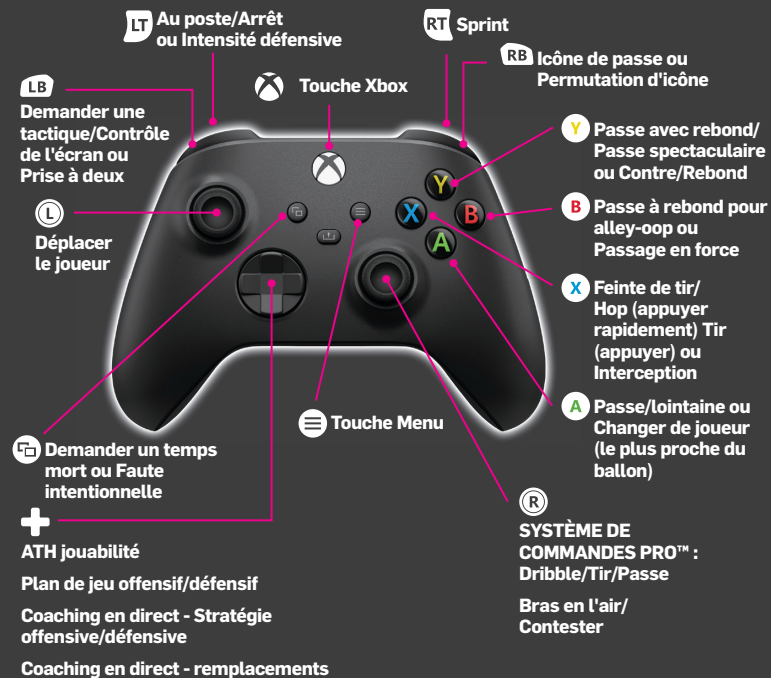 LT Au poste/Arrêt
ou Intensité défensive
RT Sprint
RB Icône de passe ou
Permutation d'icône
LB
Demander une
tactique/Contrôle
de l'écran ou
Prise à deux
Touche Xbox
Y Passe avec rebond/
Passe spectaculaire
ou Contre/Rebond
L
Déplacer
le joueur
Y
X
B
A
B Passe à rebond pour
alley-oop ou
Passage en force
X Feinte de tir/
Hop (appuyer
rapidement) Tir
(appuyer) ou
Interception
A Passe/lointaine ou
Changer de joueur
(le plus proche du
ballon)
Touche Menu
Demander un temps
mort ou Faute
intentionnelle
R
SYSTÈME DE
COMMANDES PRO™ :
Dribble/Tir/Passe
Bras en l'air/
Contester
ATH jouabilité
Plan de jeu offensif/défensif
Coaching en direct - Stratégie
offensive/défensive
Coaching en direct - remplacements